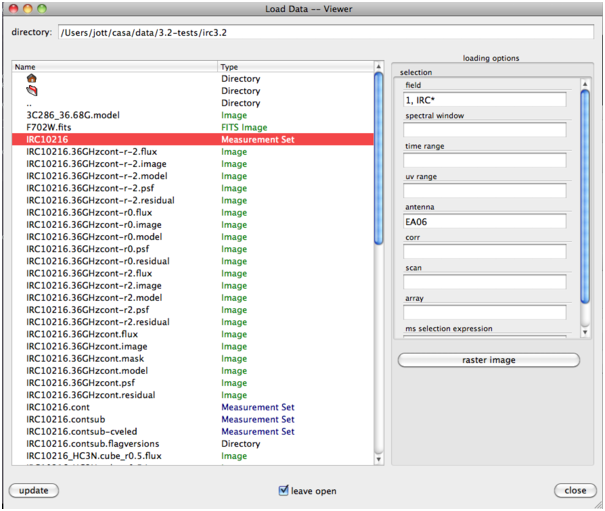 Load Data -- Viewer
directory: /Users/jott/casa/data/3.2-tests/irc3.2
Name Type
Directory
Directory
.. Directory
3C286_36.68G.model Image
F702W.fits FITS Image
IRC10216 Measurement Set
IRC10216.36GHzcont-r-2.flux Image
IRC10216.36GHzcont-r-2.image Image
IRC10216.36GHzcont-r-2.model Image
IRC10216.36GHzcont-r-2.psf Image
IRC10216.36GHzcont-r-2.residual Image
IRC10216.36GHzcont-r0.flux Image
IRC10216.36GHzcont-r0.image Image
IRC10216.36GHzcont-r0.model Image
IRC10216.36GHzcont-r0.psf Image
IRC10216.36GHzcont-r0.residual Image
IRC10216.36GHzcont-r2.flux Image
IRC10216.36GHzcont-r2.image Image
IRC10216.36GHzcont-r2.model Image
IRC10216.36GHzcont-r2.psf Image
IRC10216.36GHzcont-r2.residual Image
IRC10216.36GHzcont.flux Image
IRC10216.36GHzcont.image Image
IRC10216.36GHzcont.mask Image
IRC10216.36GHzcont.model Image
IRC10216.36GHzcont.psf Image
IRC10216.36GHzcont.residual Image
IRC10216.cont Measurement Set
IRC10216.contsub Measurement Set
IRC10216.contsub-cveled Measurement Set
IRC10216.contsub.flagversions Directory
IRC10216_HC3N.cube_r0.5.flux Image
loading options
selection
field
1, IRC*
spectral window
time range
uv range
antenna
EA06
corr
scan
array
ms selection expression
raster image
update
leave open
close